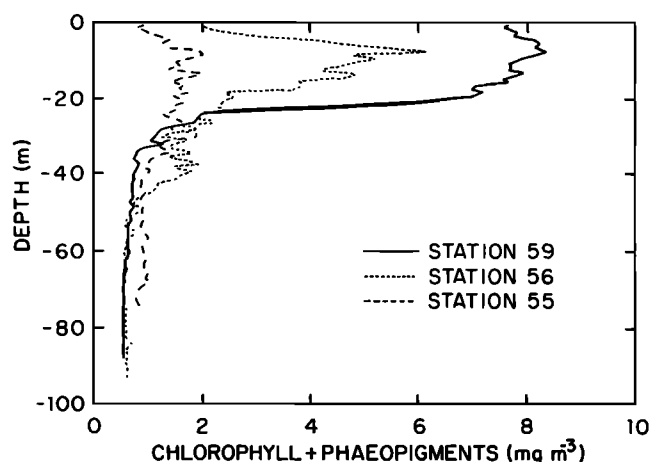 0
-20
-40
-60
-80
-100
DEPTH (m)
STATION 59
STATION 56
STATION 55
0 2 4 6 8 10
CHLOROPHYLL + PHAEOPIGMENTS (mg m⁻³)